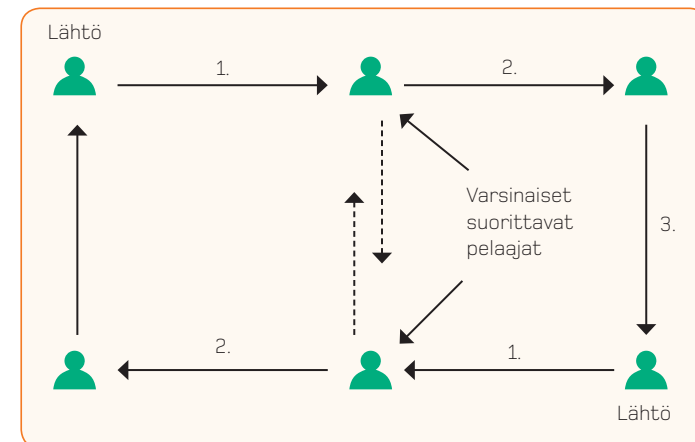 Lähtö
1.
2.
Varsinaiset
suorittavat
pelaajat
3.
2.
1.
Lähtö